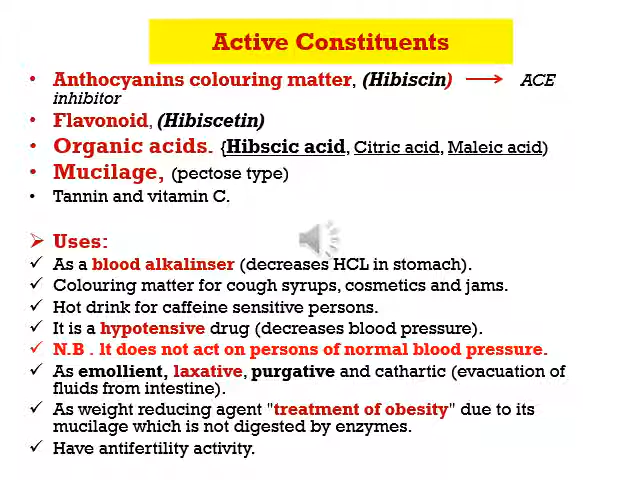 Active Constituents
• Anthocyanins colouring matter, (Hibiscin) → ACE
inhibitor
• Flavonoid, (Hibiscetin)
• Organic acids. {Hibscic acid, Citric acid, Maleic acid)
• Mucilage, (pectose type)
• Tannin and vitamin C.
➢ Uses:
✓ As a blood alkalinser (decreases HCL in stomach).
✓ Colouring matter for cough syrups, cosmetics and jams.
✓ Hot drink for caffeine sensitive persons.
✓ It is a hypotensive drug (decreases blood pressure).
✓ N.B . It does not act on persons of normal blood pressure.
✓ As emollient, laxative, purgative and cathartic (evacuation of
fluids from intestine).
✓ As weight reducing agent "treatment of obesity" due to its
mucilage which is not digested by enzymes.
✓ Have antifertility activity.